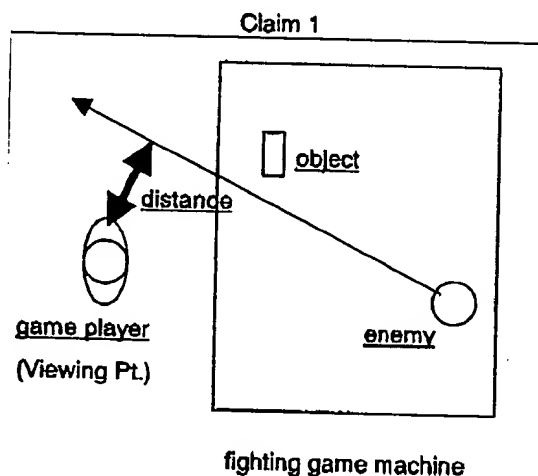 Claim 1
object
distance
game player
(Viewing Pt.)
enemy
fighting game machine